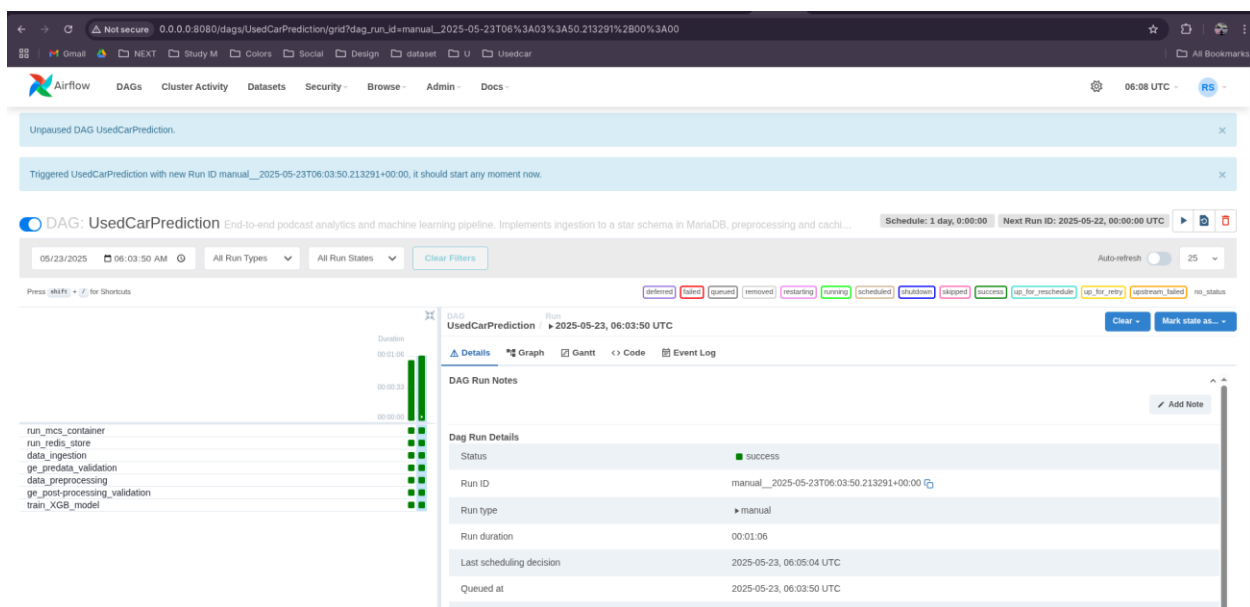 Not secure 0.0.0.0:8080/dags/UsedCarPrediction/grid?dag_run_id=manual__2025-05-23T06%3A03%3A50.213291%2B00%3A00
Gmail NEXT Study M Colors Social Design dataset U Usedcar All Bookmarks
Airflow DAGs Cluster Activity Datasets Security Browse Admin Docs 06:08 UTC RS
Unpaused DAG UsedCarPrediction. ×
Triggered UsedCarPrediction with new Run ID manual__2025-05-23T06:03:50.213291+00:00, it should start any moment now. ×
DAG: UsedCarPrediction End-to-end podcast analytics and machine learning pipeline. Implements ingestion to a star schema in MariaDB, preprocessing and cachi... Schedule: 1 day, 0:00:00 Next Run ID: 2025-05-22, 00:00:00 UTC
05/23/2025 06:03:50 AM All Run Types All Run States Clear Filters Auto-refresh 25
Press shift + / for Shortcuts deferred failed queued removed restarting running scheduled shutdown skipped success up_for_reschedule up_for_retry upstream_failed no_status
DAG Run
UsedCarPrediction / 2025-05-23, 06:03:50 UTC Clear Mark state as...
Duration
00:01:06
00:00:33
00:00:00
run_mcs_container
run_redis_store
data_ingestion
ge_predata_validation
data_preprocessing
ge_post-processing_validation
train_XGB_model
Details Graph Gantt <> Code Event Log
DAG Run Notes
Add Note
Dag Run Details
Status success
Run ID manual__2025-05-23T06:03:50.213291+00:00
Run type manual
Run duration 00:01:06
Last scheduling decision 2025-05-23, 06:05:04 UTC
Queued at 2025-05-23, 06:03:50 UTC